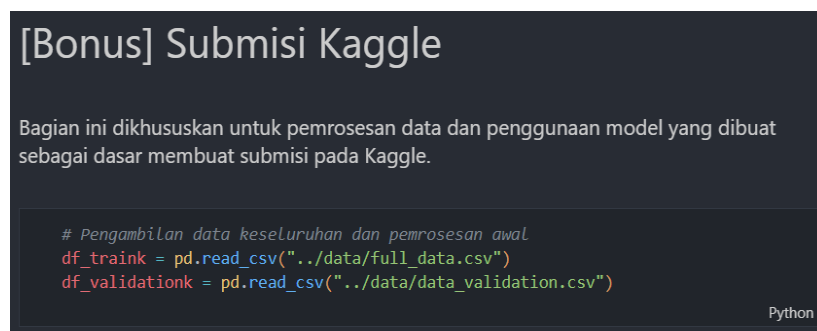 [Bonus] Submisi Kaggle
Bagian ini dikhususkan untuk pemrosesan data dan penggunaan model yang dibuat
sebagai dasar membuat submisi pada Kaggle.
# Pengambilan data keseluruhan dan pemrosesan awal
df_traink = pd.read_csv("../data/full_data.csv")
df_validationk = pd.read_csv("../data/data_validation.csv")
Python